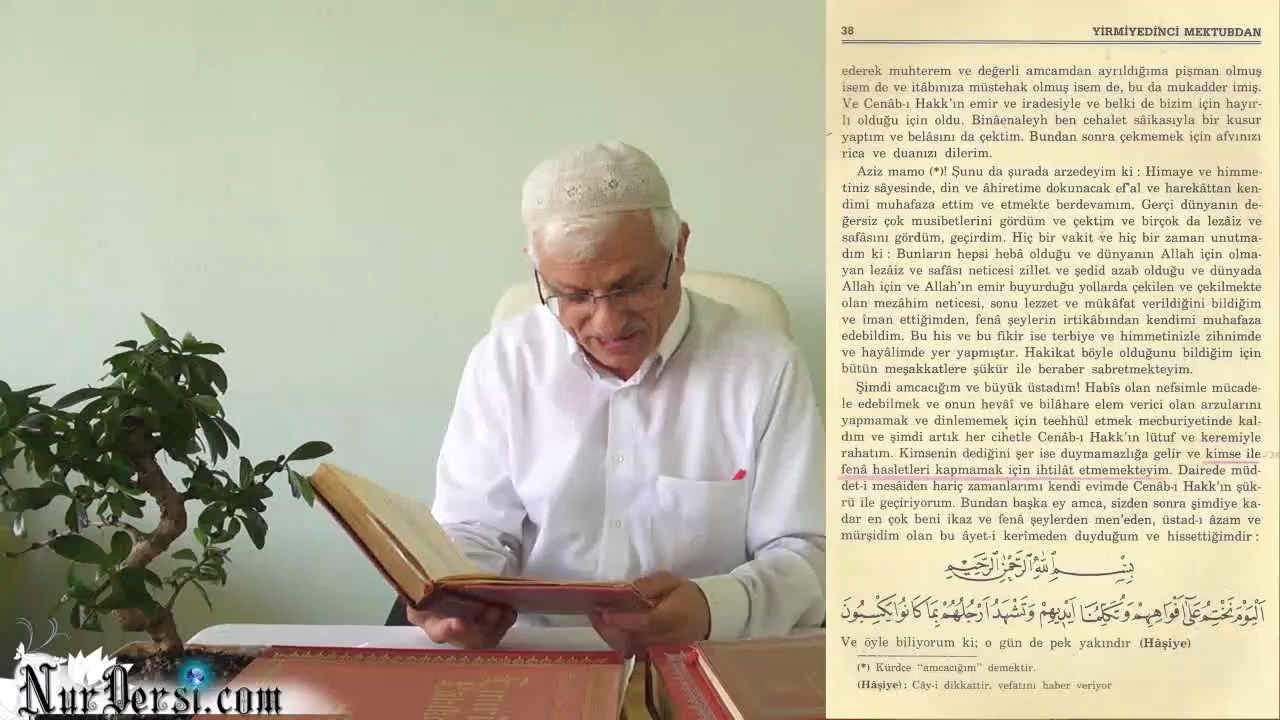 38
YİRMİYEDİNCİ MEKTUBDAN
ederek muhterem ve değerli amcamdan ayrıldığıma pişman olmuş
isem de ve itâbınıza müstehak olmuş isem de, bu da mukadder imiş.
Ve Cenâb-ı Hakk'ın emir ve iradesiyle ve belki de bizim için hayır-
lı olduğu için oldu. Binâenaleyh ben cehalet sâikasıyla bir kusur
yaptım ve belâsını da çektim. Bundan sonra çekmemek için afvınızı
rica ve duanızı dilerim.
Aziz mamo (*)! Şunu da şurada arzedeyim ki : Himaye ve himme-
tiniz sâyesinde, din ve âhiretime dokunacak ef'al ve harekâttan ken-
dimi muhafaza ettim ve etmekte berdevamım. Gerçi dünyanın de-
ğersiz çok musibetlerini gördüm ve çektim ve birçok da lezâiz ve
safâsını gördüm, geçirdim. Hiç bir vakit ve hiç bir zaman unutma-
dım ki : Bunların hepsi hebâ olduğu ve dünyanın Allah için olma-
yan lezâiz ve safâsı neticesi zillet ve şedid azab olduğu ve dünyada
Allah için ve Allah'ın emir buyurduğu yollarda çekilen ve çekilmekte
olan mezâhim neticesi, sonu lezzet ve mükâfat verildiğini bildiğim
ve îman ettiğimden, fenâ şeylerin irtikâbından kendimi muhafaza
edebildim. Bu his ve bu fikir ise terbiye ve himmetinizle zihnimde
ve hayâlimde yer yapmıştır. Hakikat böyle olduğunu bildiğim için
bütün meşakkatlere şükür ile beraber sabretmekteyim.
Şimdi amcacığım ve büyük üstadım! Habîs olan nefsimle mücade-
le edebilmek ve onun hevâî ve bilâhare elem verici olan arzularını
yapmamak ve dinlememek için teehhül etmek mecburiyetinde kal-
dım ve şimdi artık her cihetle Cenâb-ı Hakk'ın lütuf ve keremiyle
rahatım. Kimsenin dediğini şer ise duymamazlığa gelir ve kimse ile
fenâ hasletleri kapmamak için ihtilât etmemekteyim. Dairede müd-
det-i mesâiden hariç zamanlarımı kendi evimde Cenâb-ı Hakk'ın şük-
rü ile geçiriyorum. Bundan başka ey amca, sizden sonra şimdiye ka-
dar en çok beni ikaz ve fenâ şeylerden men'eden, üstad-ı âzam ve
mürşidim olan bu âyet-i kerîmeden duyduğum ve hissettiğimdir :
بِسْمِ اللّٰهِ الرَّحْمٰنِ الرَّحِيمِ
اَلْيَوْمَ نَخْتِمُ عَلٰٓى اَفْوَاهِهِمْ وَتُكَلِّمُنَٓا اَيْدِيهِمْ وَتَشْهَدُ اَرْجُلُهُمْ بِمَا كَانُوا يَكْسِبُونَ
Ve öyle biliyorum ki; o gün de pek yakındır (Hâşiye)
(*) Kürdçe "amcacığım" demektir.
(Hâşiye) : Cây-i dikkattir, vefatını haber veriyor
NurDersi.com